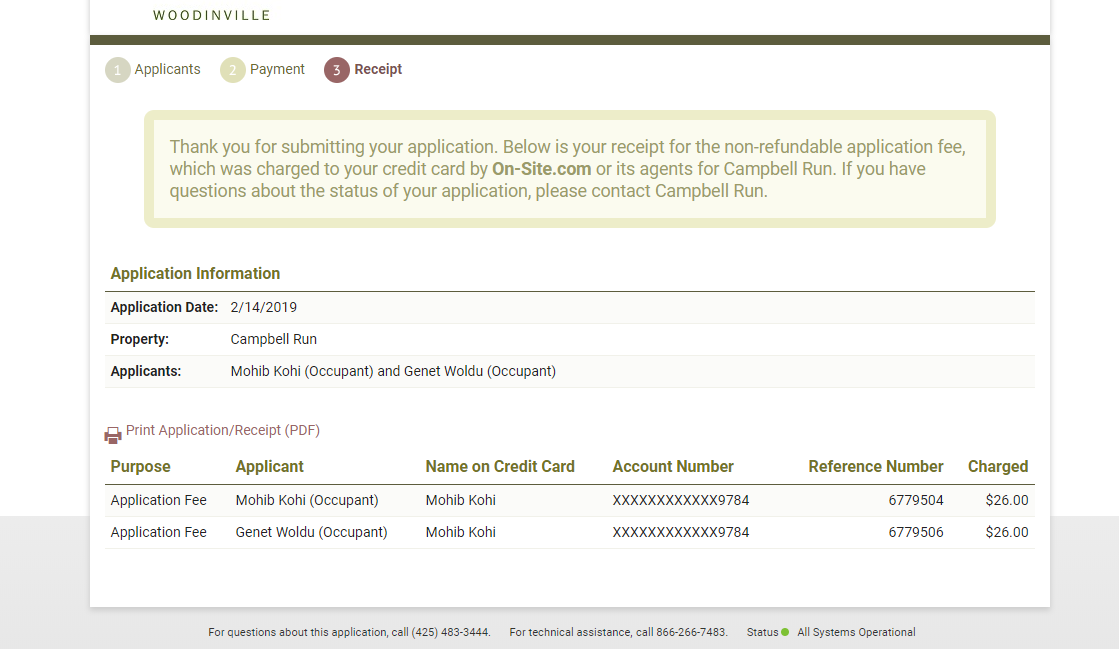 WOODINVILLE
1 Applicants 2 Payment 3 Receipt
Thank you for submitting your application. Below is your receipt for the non-refundable application fee,
which was charged to your credit card by On-Site.com or its agents for Campbell Run. If you have
questions about the status of your application, please contact Campbell Run.
Application Information
Application Date: 2/14/2019
Property: Campbell Run
Applicants: Mohib Kohi (Occupant) and Genet Woldu (Occupant)
Print Application/Receipt (PDF)
Purpose Applicant Name on Credit Card Account Number Reference Number Charged
Application Fee Mohib Kohi (Occupant) Mohib Kohi XXXXXXXXXXXX9784 6779504 $26.00
Application Fee Genet Woldu (Occupant) Mohib Kohi XXXXXXXXXXXX9784 6779506 $26.00
For questions about this application, call (425) 483-3444. For technical assistance, call 866-266-7483. Status All Systems Operational